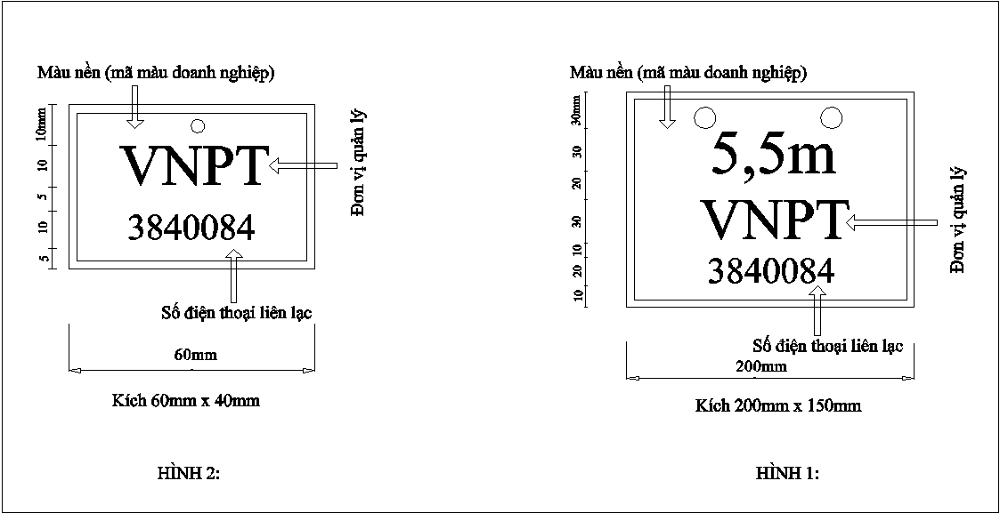 Màu nền (mã màu doanh nghiệp)
10mm
10
5
10
5
VNPT
3840084
Đơn vị quản lý
Số điện thoại liên lạc
60mm
Kích 60mm x 40mm
HÌNH 2:
Màu nền (mã màu doanh nghiệp)
30mm
30
20
30
10
20
10
5,5m
VNPT
3840084
Đơn vị quản lý
Số điện thoại liên lạc
200mm
Kích 200mm x 150mm
HÌNH 1: